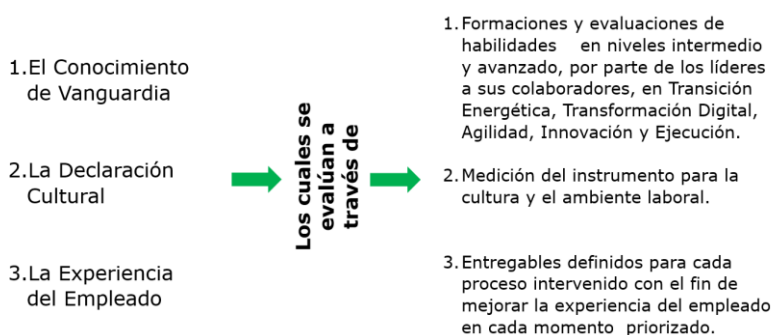 1.El Conocimiento
de Vanguardia
2.La Declaración
Cultural
3.La Experiencia
del Empleado
Los cuales se
evalúan a
través de
1.Formaciones y evaluaciones de
habilidades en niveles intermedio
y avanzado, por parte de los líderes
a sus colaboradores, en Transición
Energética, Transformación Digital,
Agilidad, Innovación y Ejecución.
2.Medición del instrumento para la
cultura y el ambiente laboral.
3.Entregables definidos para cada
proceso intervenido con el fin de
mejorar la experiencia del empleado
en cada momento priorizado.